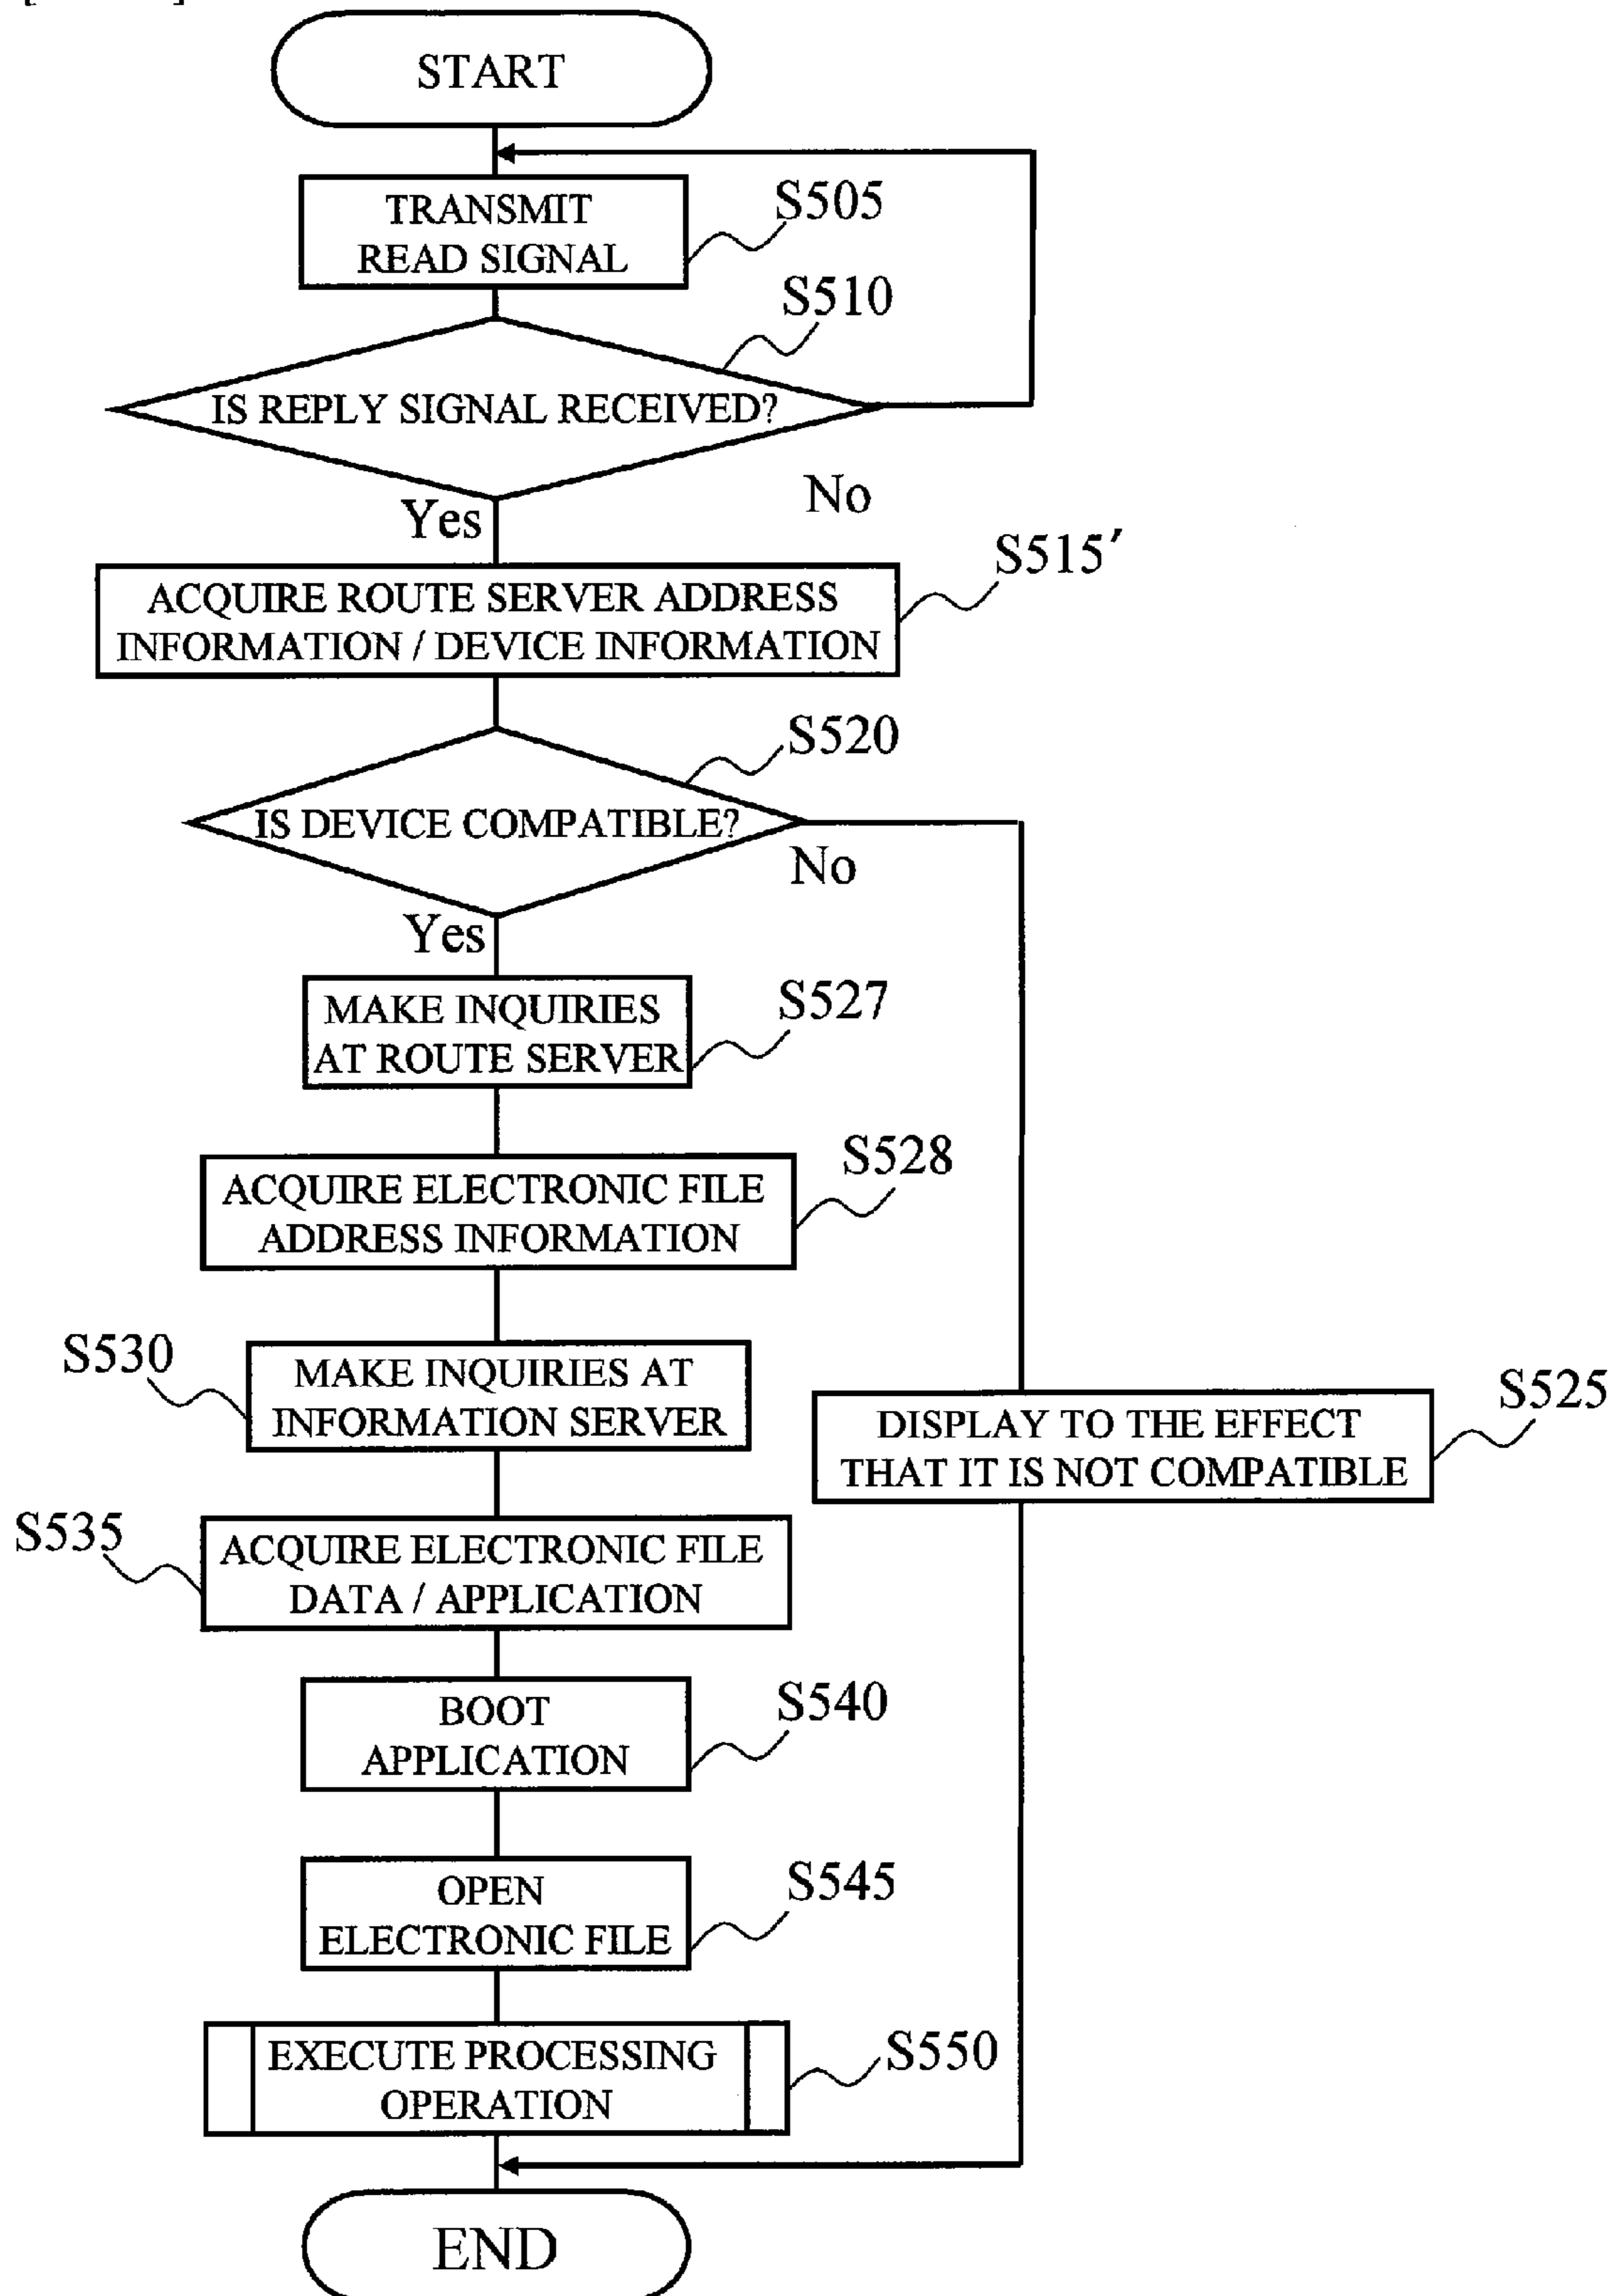 START
TRANSMIT
READ SIGNAL
S505
S510
IS REPLY SIGNAL RECEIVED?
No
Yes
S515′
ACQUIRE ROUTE SERVER ADDRESS
INFORMATION / DEVICE INFORMATION
S520
IS DEVICE COMPATIBLE?
No
Yes
MAKE INQUIRIES
AT ROUTE SERVER
S527
S528
ACQUIRE ELECTRONIC FILE
ADDRESS INFORMATION
S530
MAKE INQUIRIES AT
INFORMATION SERVER
S525
DISPLAY TO THE EFFECT
THAT IT IS NOT COMPATIBLE
S535
ACQUIRE ELECTRONIC FILE
DATA / APPLICATION
BOOT
APPLICATION
S540
OPEN
ELECTRONIC FILE
S545
EXECUTE PROCESSING
OPERATION
S550
END